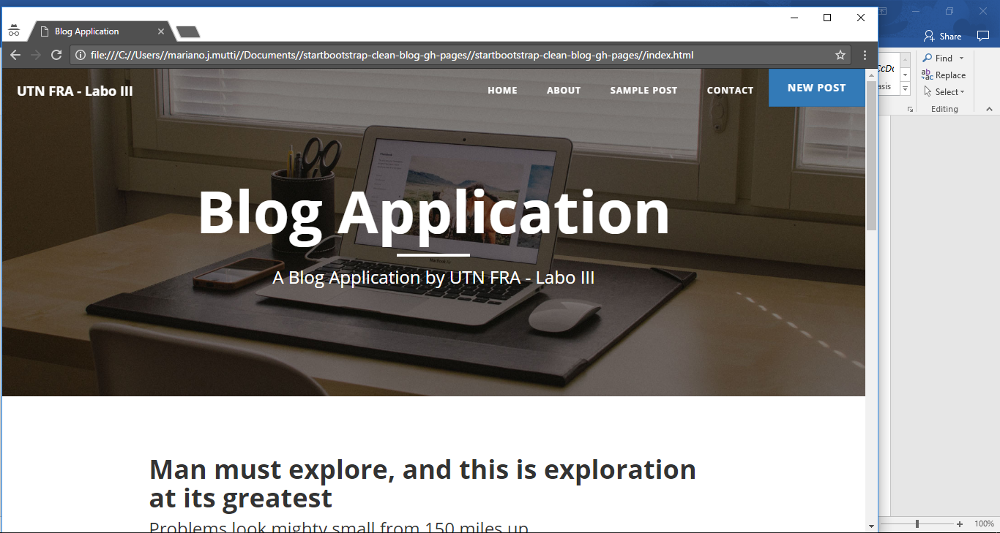 Blog Application
file:///C://Users//mariano.j.mutti//Documents//startbootstrap-clean-blog-gh-pages//startbootstrap-clean-blog-gh-pages//index.html
UTN FRA - Labo III
HOME ABOUT SAMPLE POST CONTACT NEW POST
Blog Application
A Blog Application by UTN FRA - Labo III
MacBook Air
Man must explore, and this is exploration
at its greatest
Problems look mighty small from 150 miles up
Share
Find
Replace
Select
Editing
100%